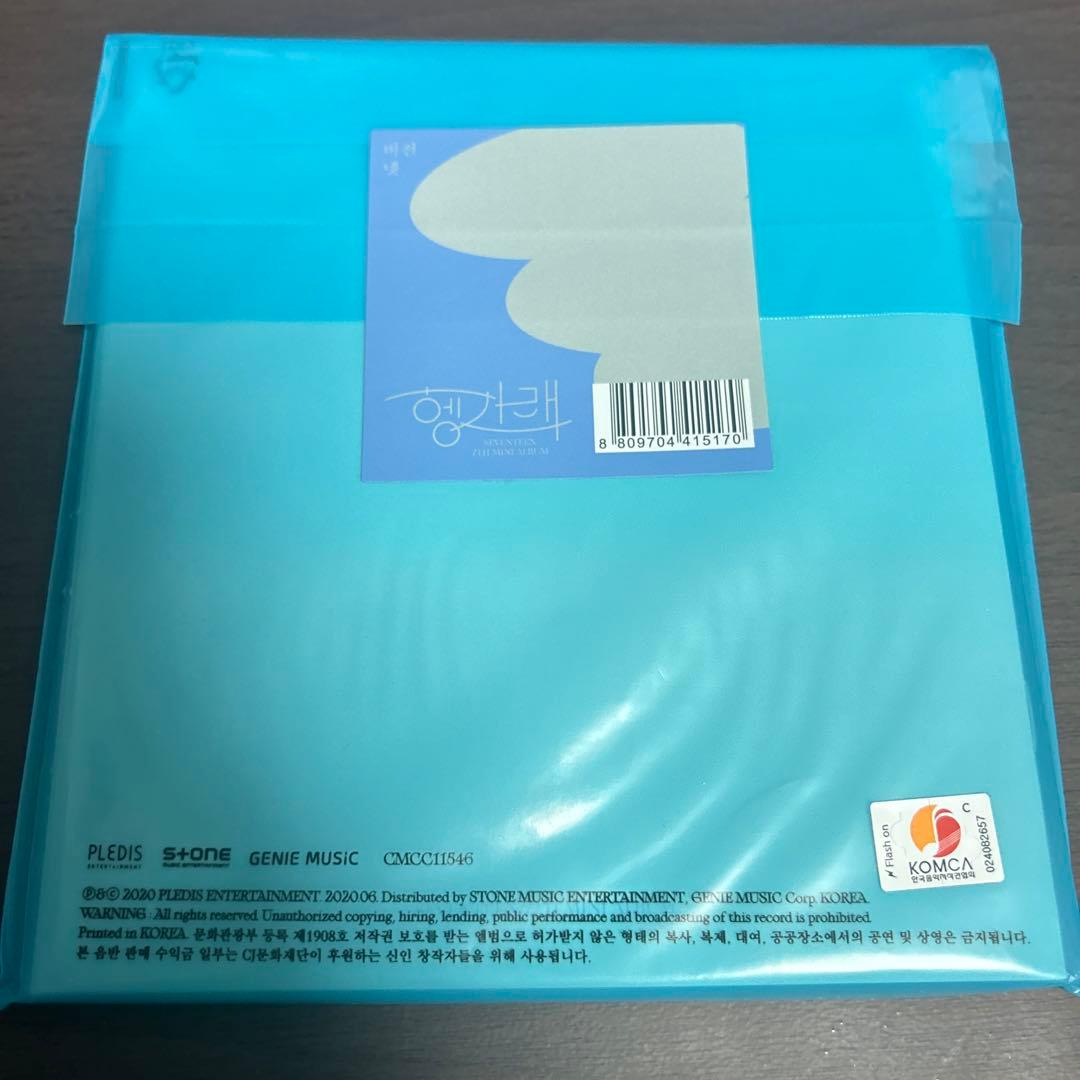 버전
넷
헹가래
SEVENTEEN
7TH MINI ALBUM
8 809704 415170
PLEDIS
ENTERTAINMENT
STONE
MUSIC ENTERTAINMENT
GENIE MUSiC
CMCC11546
Flash on
C
KOMCA
한국음악저작권협회
024082657
ⓟ&ⓒ 2020 PLEDIS ENTERTAINMENT. 2020.06. Distributed by STONE MUSIC ENTERTAINMENT, GENIE MUSIC Corp. KOREA.
WARNING : All rights reserved. Unauthorized copying, hiring, lending, public performance and broadcasting of this record is prohibited.
Printed in KOREA. 문화관광부 등록 제1908호 저작권 보호를 받는 앨범으로 허가받지 않은 형태의 복사, 복제, 대여, 공공장소에서의 공연 및 상영은 금지됩니다.
본 음반 판매 수익금 일부는 CJ문화재단이 후원하는 신인 창작자들을 위해 사용됩니다.